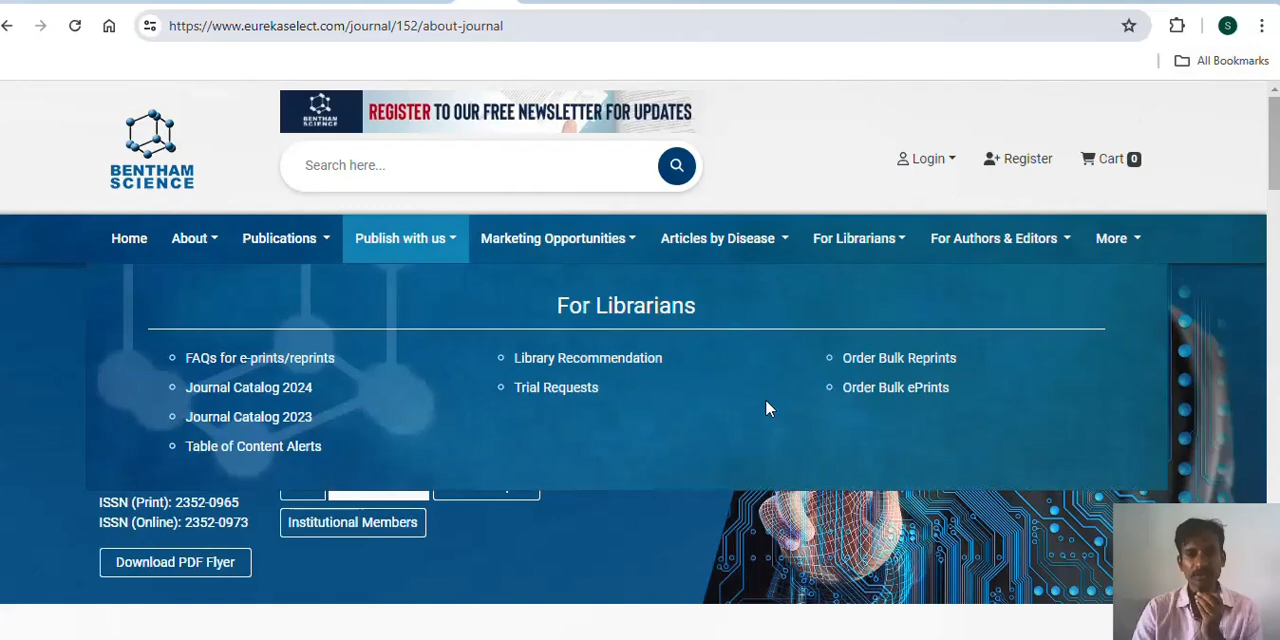 https://www.eurekaselect.com/journal/152/about-journal
S
All Bookmarks
BENTHAM SCIENCE
REGISTER TO OUR FREE NEWSLETTER FOR UPDATES
BENTHAM
SCIENCE
Search here...
Login
Register
Cart 0
Home About Publications Publish with us Marketing Opportunities Articles by Disease For Librarians For Authors & Editors More
For Librarians
FAQs for e-prints/reprints
Journal Catalog 2024
Journal Catalog 2023
Table of Content Alerts
Library Recommendation
Trial Requests
Order Bulk Reprints
Order Bulk ePrints
ISSN (Print): 2352-0965
ISSN (Online): 2352-0973
Institutional Members
Download PDF Flyer